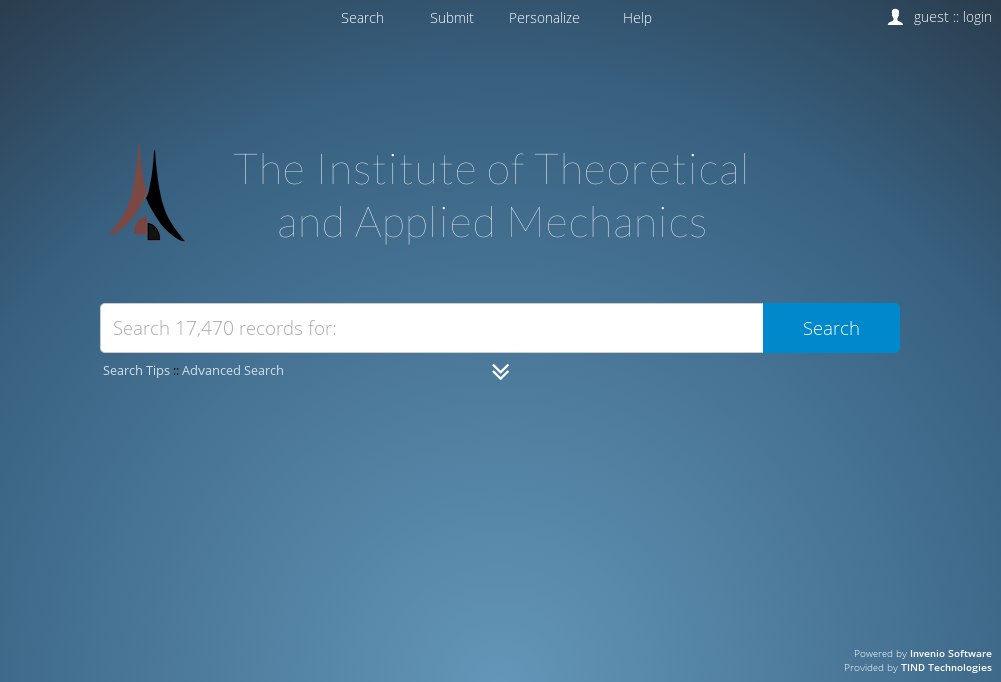 Search Submit Personalize Help guest :: login
The Institute of Theoretical
and Applied Mechanics
Search 17,470 records for: Search
Search Tips :: Advanced Search
Powered by Invenio Software
Provided by TIND Technologies